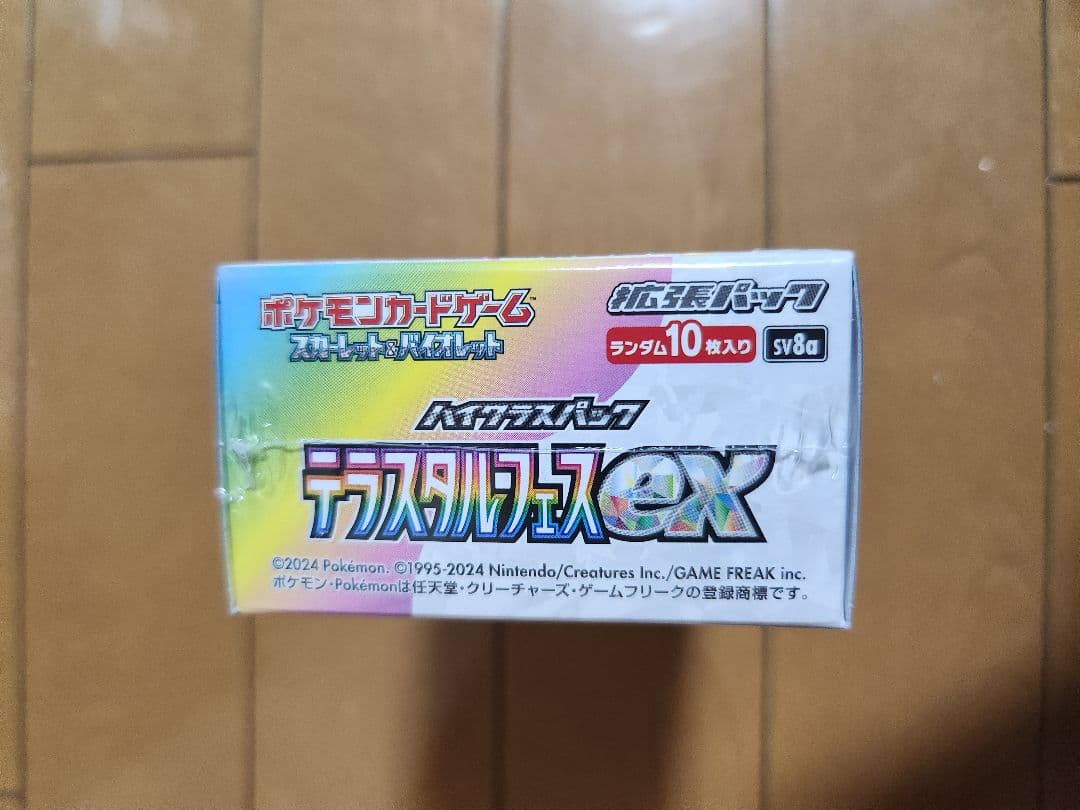 ポケモンカードゲーム™
スカーレット&バイオレット
拡張パック
ランダム10枚入り SV8a
ハイクラスパック
テラスタルフェスex
©2024 Pokémon. ©1995-2024 Nintendo/Creatures Inc./GAME FREAK inc.
ポケモン・Pokémonは任天堂・クリーチャーズ・ゲームフリークの登録商標です。